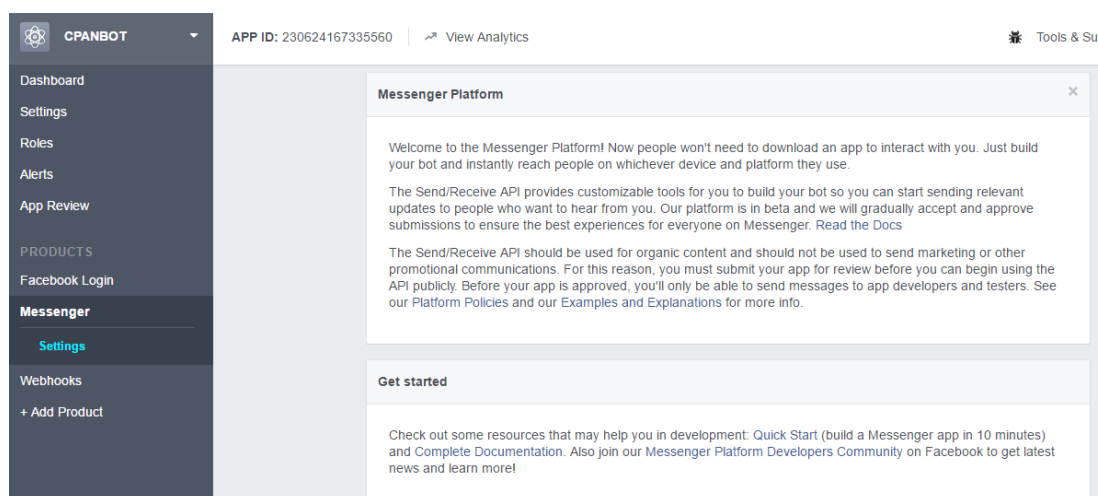 CPANBOT
APP ID: 230624167335560
View Analytics
Tools & Su
Dashboard
Settings
Roles
Alerts
App Review
PRODUCTS
Facebook Login
Messenger
Settings
Webhooks
+ Add Product
Messenger Platform
Welcome to the Messenger Platform! Now people won't need to download an app to interact with you. Just build
your bot and instantly reach people on whichever device and platform they use.
The Send/Receive API provides customizable tools for you to build your bot so you can start sending relevant
updates to people who want to hear from you. Our platform is in beta and we will gradually accept and approve
submissions to ensure the best experiences for everyone on Messenger. Read the Docs
The Send/Receive API should be used for organic content and should not be used to send marketing or other
promotional communications. For this reason, you must submit your app for review before you can begin using the
API publicly. Before your app is approved, you'll only be able to send messages to app developers and testers. See
our Platform Policies and our Examples and Explanations for more info.
Get started
Check out some resources that may help you in development: Quick Start (build a Messenger app in 10 minutes)
and Complete Documentation. Also join our Messenger Platform Developers Community on Facebook to get latest
news and learn more!